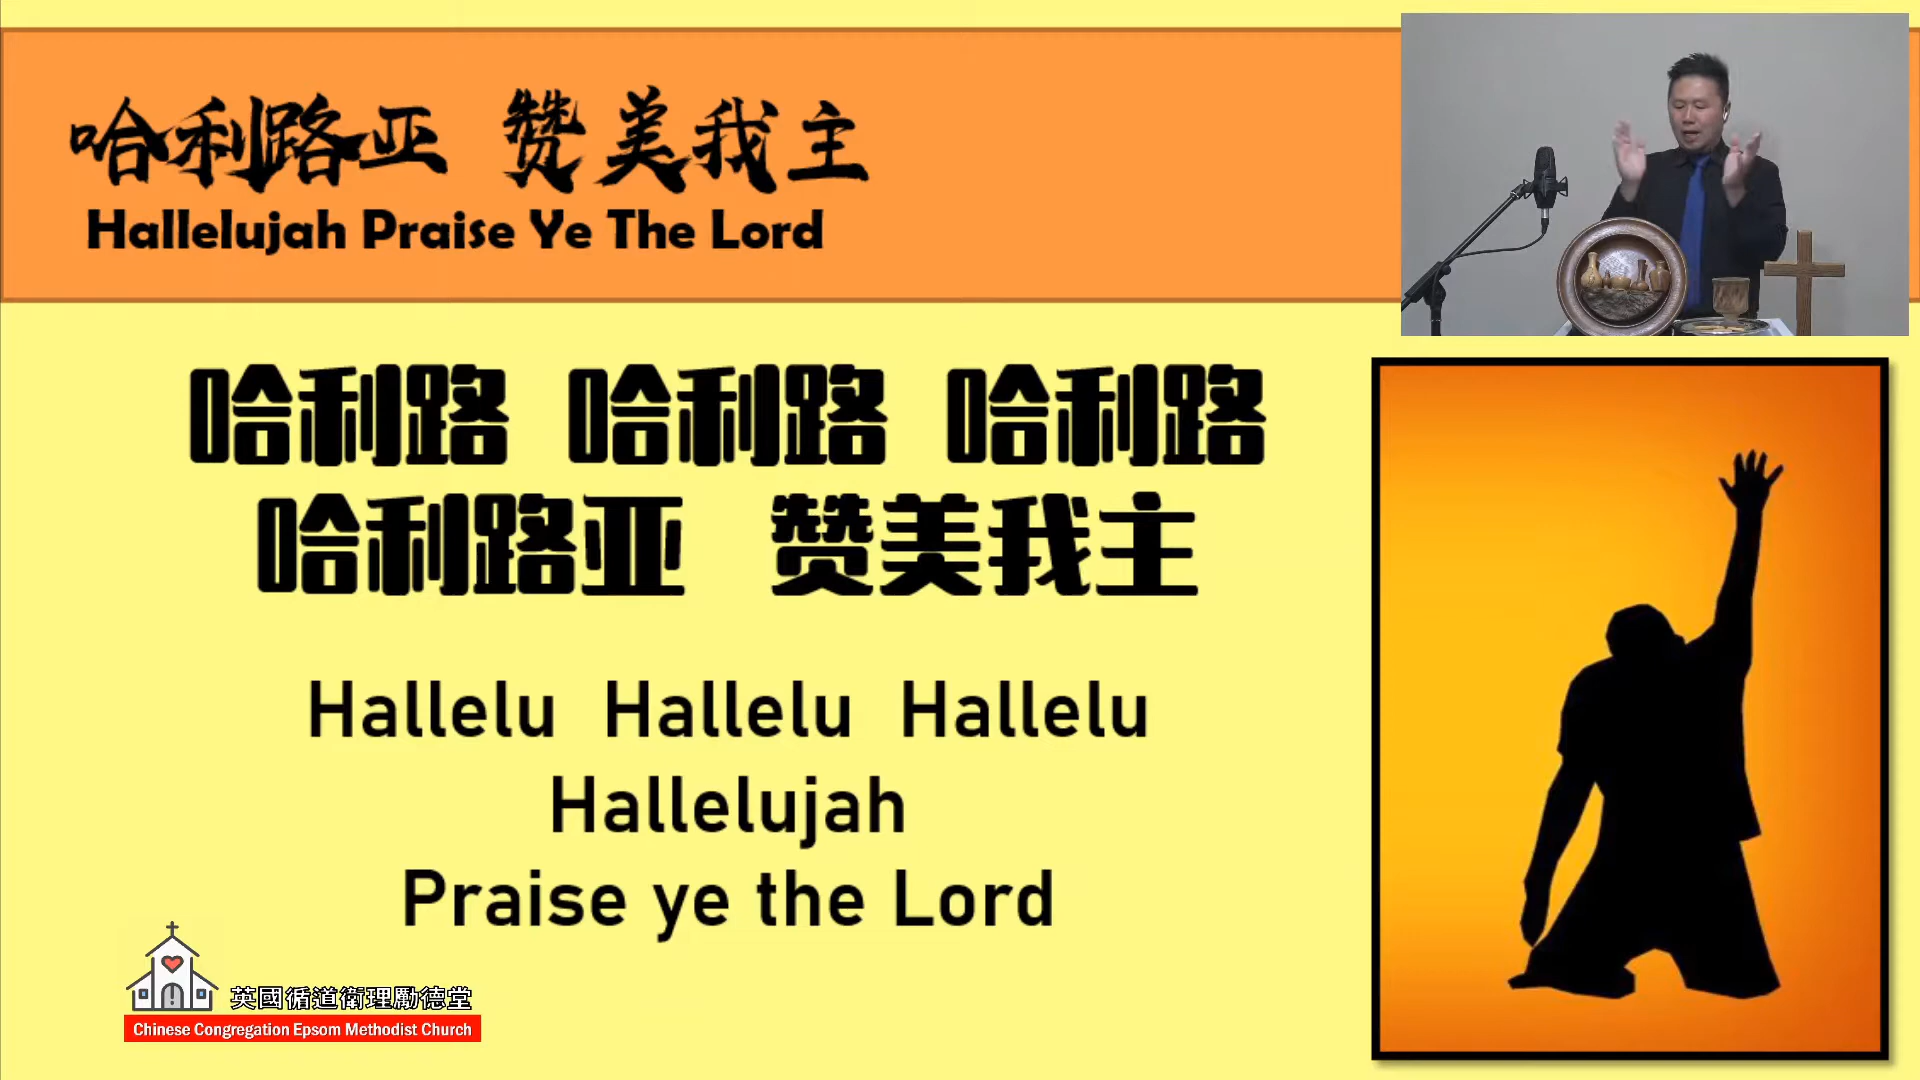 哈利路亚 赞美我主
Hallelujah Praise Ye The Lord
哈利路 哈利路 哈利路
哈利路亚 赞美我主
Hallelu Hallelu Hallelu
Hallelujah
Praise ye the Lord
英國循道衛理勵德堂
Chinese Congregation Epsom Methodist Church